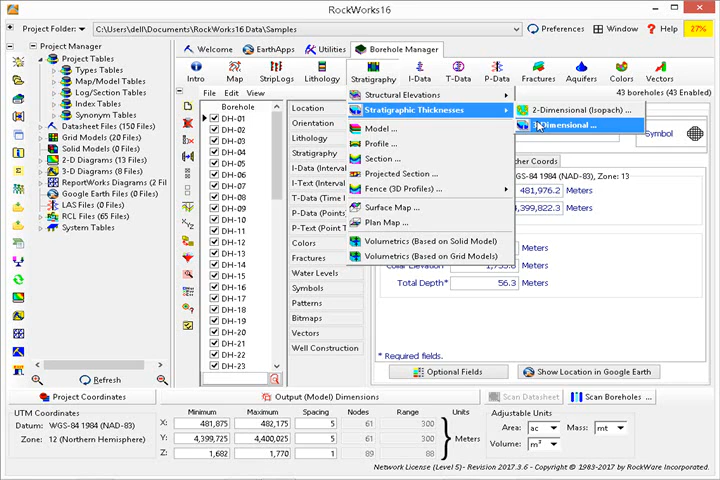 RockWorks16
Project Folder: C:\Users\dell\Documents\RockWorks16 Data\Samples
Preferences Windows Help 27%
Project Manager
Project Tables
Types Tables
Map/Model Tables
Log/Section Tables
Index Tables
Synonym Tables
Datasheet Files (150 Files)
Grid Models (20 Files)
Solid Models (0 Files)
2-D Diagrams (13 Files)
3-D Diagrams (6 Files)
ReportWorks Diagrams (2 Fil
Google Earth Files (0 Files)
LAS Files (0 Files)
RCL Files (65 Files)
System Tables
Refresh
Welcome EarthApps Utilities Borehole Manager
Intro Map StripLogs Lithology Stratigraphy I-Data T-Data P-Data Fractures Aquifers Colors Vectors
File Edit View
43 boreholes (43 Enabled)
Borehole
DH-01
DH-02
DH-03
DH-04
DH-05
DH-06
DH-07
DH-08
DH-09
DH-10
DH-11
DH-12
DH-13
DH-14
DH-15
DH-16
DH-17
DH-18
DH-19
DH-20
DH-21
DH-22
DH-23
Location
Orientation
Lithology
Stratigraphy
I-Data (Interva
I-Text (Interval
T-Data (Time I
P-Data (Points)
P-Text (Point T
Colors
Fractures
Water Levels
Symbols
Patterns
Bitmaps
Vectors
Well Construction
Structural Elevations
Stratigraphic Thicknesses
Model ...
Profile ...
Section ...
Projected Section ...
Fence (3D Profiles) ...
Surface Map ...
Plan Map ...
Volumetrics (Based on Solid Model)
Volumetrics (Based on Grid Models)
2-Dimensional (Isopach) ...
3-Dimensional ...
Symbol
ther Coords
GS-84 1984 (NAD-83), Zone: 13
481,976.2 Meters
,399,822.3 Meters
Meters
Collar Elevation Meters
Total Depth* 56.3 Meters
* Required fields.
Optional Fields Show Location in Google Earth
Project Coordinates Output (Model) Dimensions Scan Datasheet Scan Boreholes ...
UTM Coordinates
Datum: WGS-84 1984 (NAD-83)
Zone: 12 (Northern Hemisphere)
Minimum Maximum Spacing Nodes Range Units
X: 481,875 482,175 5 61 300
Y: 4,399,725 4,400,025 5 61 300 Meters
Z: 1,682 1,770 1 89 88
Adjustable Units
Area: ac Mass: mt
Volume: m³
Network License (Level 5)- Revision 2017.3.6 - Copyright © 1983-2017 by RockWare Incorporated.